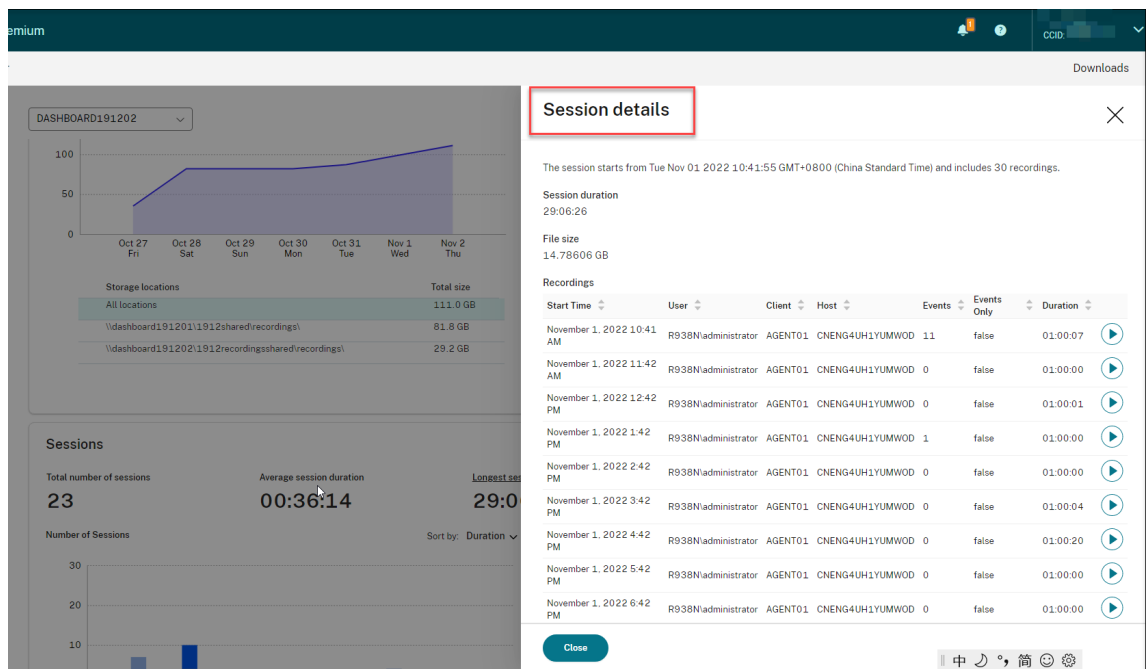 emium
1
?
CCID:
Downloads
DASHBOARD191202
100
50
0
Oct 27 Oct 28 Oct 29 Oct 30 Oct 31 Nov 1 Nov 2
Fri Sat Sun Mon Tue Wed Thu
Storage locations Total size
All locations 111.0 GB
\\dashboard191201\1912shared\recordings\ 81.8 GB
\\dashboard191202\1912recordingsshared\recordings\ 29.2 GB
Sessions
Total number of sessions Average session duration Longest ses
23 00:36:14 29:0
Number of Sessions Sort by: Duration
30
20
10
Session details
The session starts from Tue Nov 01 2022 10:41:55 GMT+0800 (China Standard Time) and includes 30 recordings.
Session duration
29:06:26
File size
14.78606 GB
Recordings
Start Time User Client Host Events Events Only Duration
November 1, 2022 10:41
AM R938N\administrator AGENT01 CNENG4UH1YUMWOD 11 false 01:00:07
November 1, 2022 11:42
AM R938N\administrator AGENT01 CNENG4UH1YUMWOD 0 false 01:00:00
November 1, 2022 12:42
PM R938N\administrator AGENT01 CNENG4UH1YUMWOD 0 false 01:00:01
November 1, 2022 1:42
PM R938N\administrator AGENT01 CNENG4UH1YUMWOD 1 false 01:00:00
November 1, 2022 2:42
PM R938N\administrator AGENT01 CNENG4UH1YUMWOD 0 false 01:00:00
November 1, 2022 3:42
PM R938N\administrator AGENT01 CNENG4UH1YUMWOD 0 false 01:00:04
November 1, 2022 4:42
PM R938N\administrator AGENT01 CNENG4UH1YUMWOD 0 false 01:00:20
November 1, 2022 5:42
PM R938N\administrator AGENT01 CNENG4UH1YUMWOD 0 false 01:00:00
November 1, 2022 6:42
PM R938N\administrator AGENT01 CNENG4UH1YUMWOD 0 false 01:00:00
Close
中 简